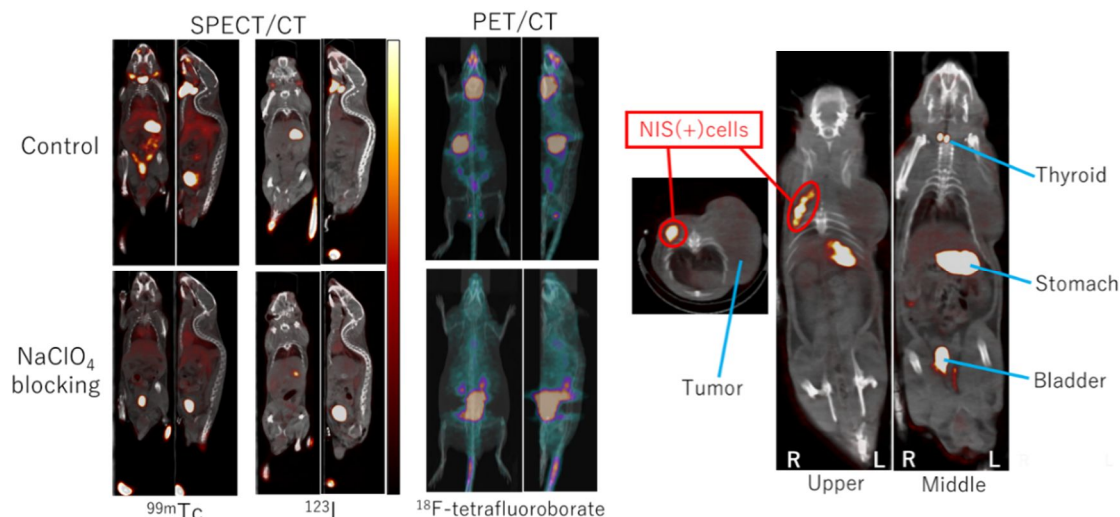 SPECT/CT
PET/CT
Control
NaClO₄
blocking
⁹⁹ᵐTc
¹²³I
¹⁸F-tetrafluoroborate
NIS(+)cells
Tumor
Thyroid
Stomach
Bladder
R L
R L
Upper
Middle